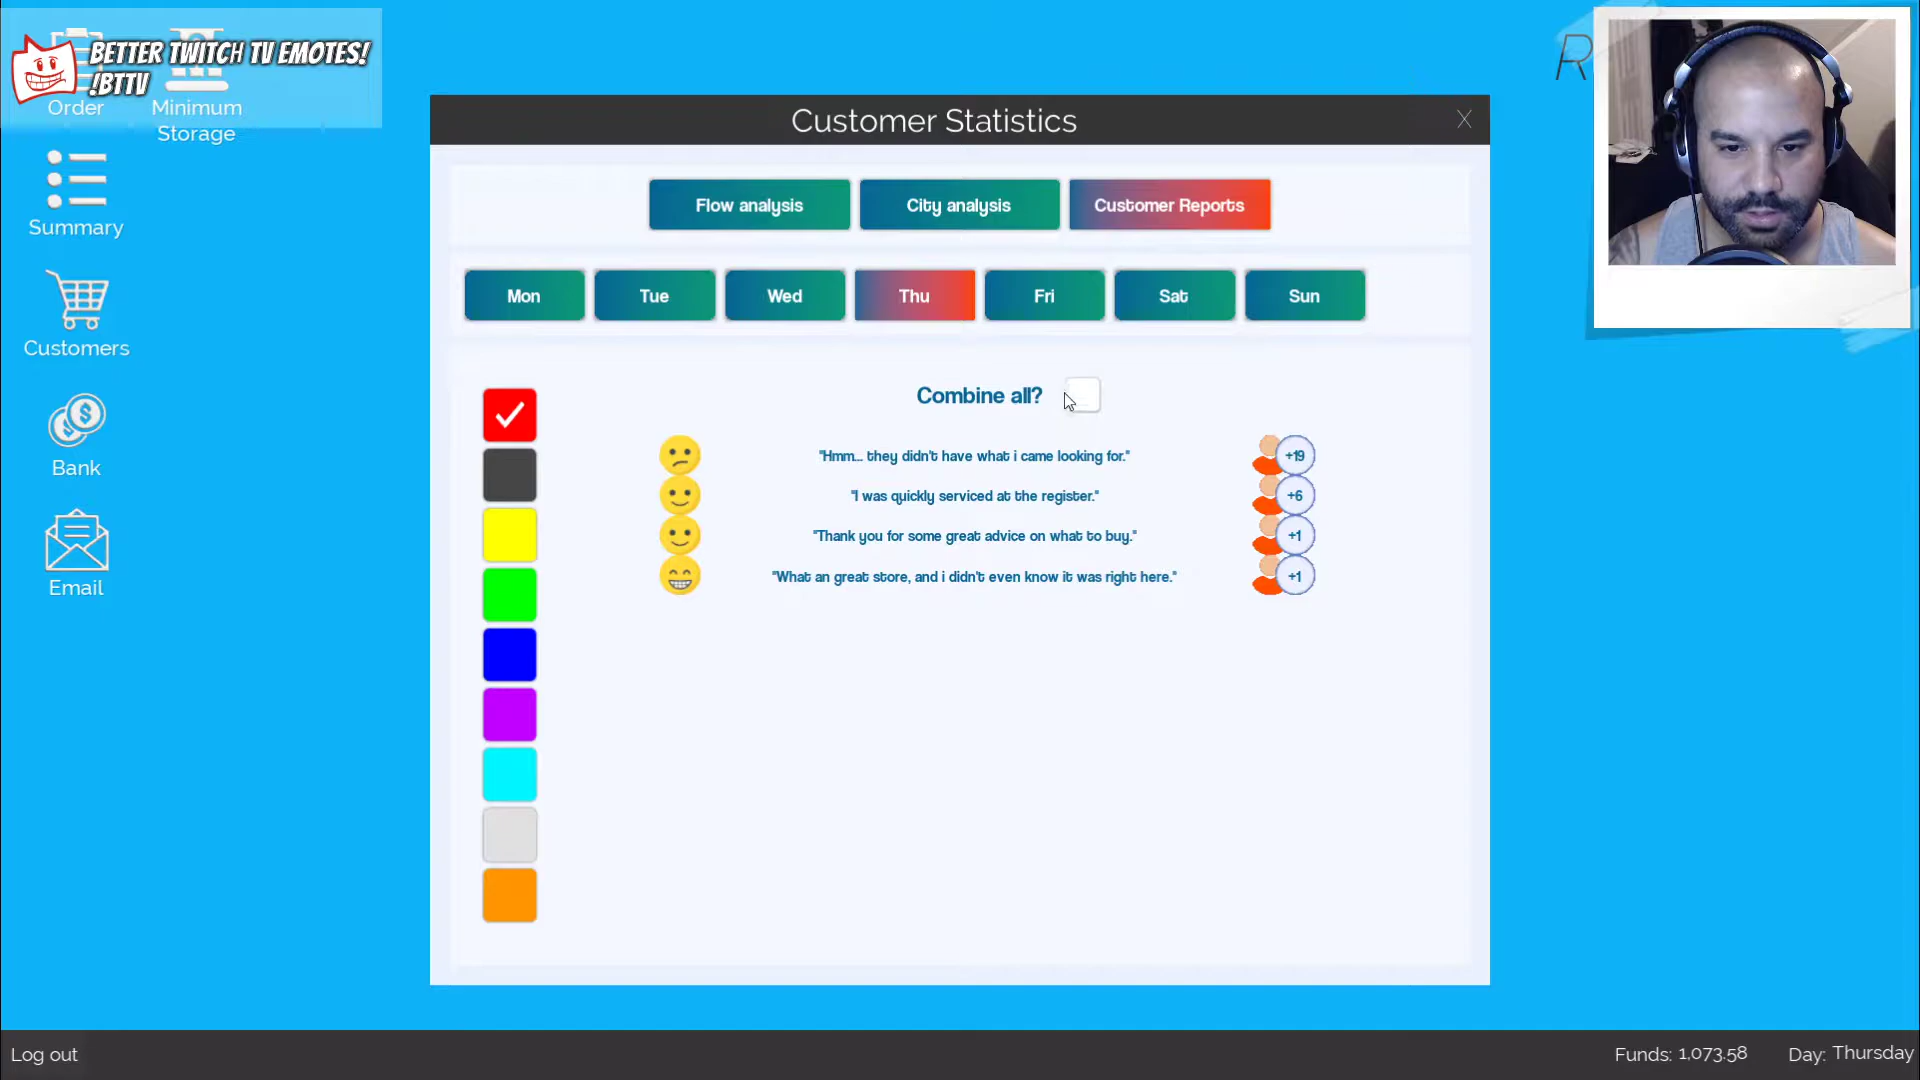 BETTER TWITCH TV EMOTES!
!BTTV
Order
Minimum
Storage
Summary
Customers
Bank
Email
R
Customer Statistics
X
Flow analysis
City analysis
Customer Reports
Mon
Tue
Wed
Thu
Fri
Sat
Sun
Combine all?
"Hmm... they didn't have what i came looking for."
+19
"I was quickly serviced at the register."
+6
"Thank you for some great advice on what to buy."
+1
"What an great store, and i didn't even know it was right here."
+1
Log out
Funds: 1,073.58
Day: Thursday